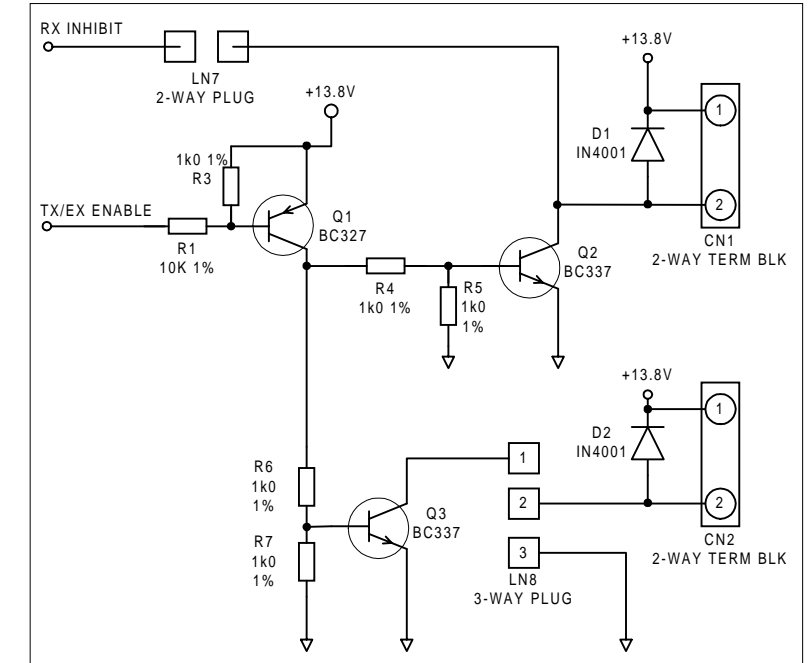 RX INHIBIT
LN7
2-WAY PLUG
+13.8V
+13.8V
1
D1
IN4001
2
CN1
2-WAY TERM BLK
1k0 1%
R3
TX/EX ENABLE
R1
10K 1%
Q1
BC327
R4
1k0 1%
R5
1k0
1%
Q2
BC337
+13.8V
1
D2
IN4001
2
CN2
2-WAY TERM BLK
R6
1k0
1%
R7
1k0
1%
Q3
BC337
1
2
3
LN8
3-WAY PLUG